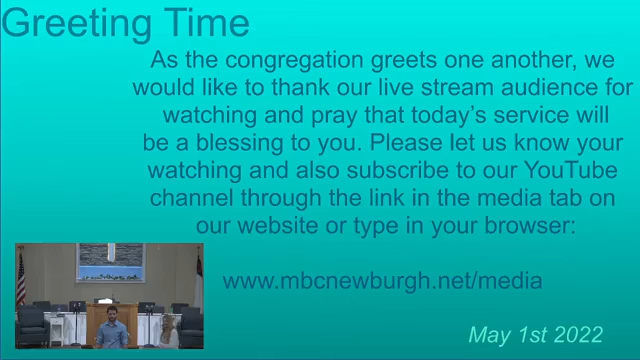 Greeting Time
As the congregation greets one another, we
would like to thank our live stream audience for
watching and pray that today's service will
be a blessing to you. Please let us know your
watching and also subscribe to our YouTube
channel through the link in the media tab on
our website or type in your browser:
www.mbcnewburgh.net/media
May 1st 2022